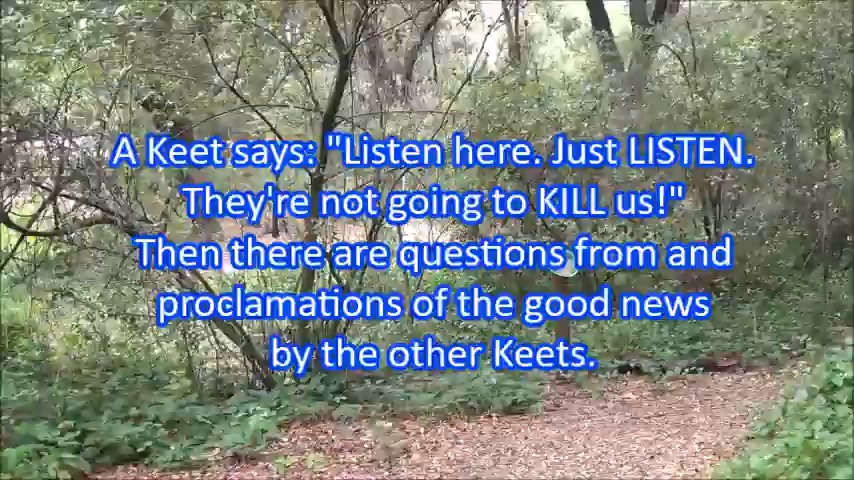 A Keet says: "Listen here. Just LISTEN.
They're not going to KILL us!"
Then there are questions from and
proclamations of the good news
by the other Keets.